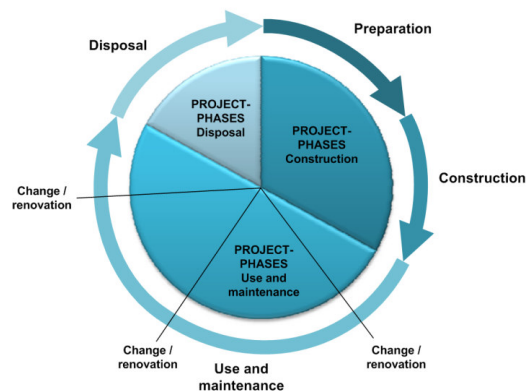 Disposal
Preparation
PROJECT-
PHASES
Disposal
PROJECT-
PHASES
Construction
Construction
Change /
renovation
PROJECT-
PHASES
Use and
maintenance
Change /
renovation
Change /
renovation
Use and
maintenance